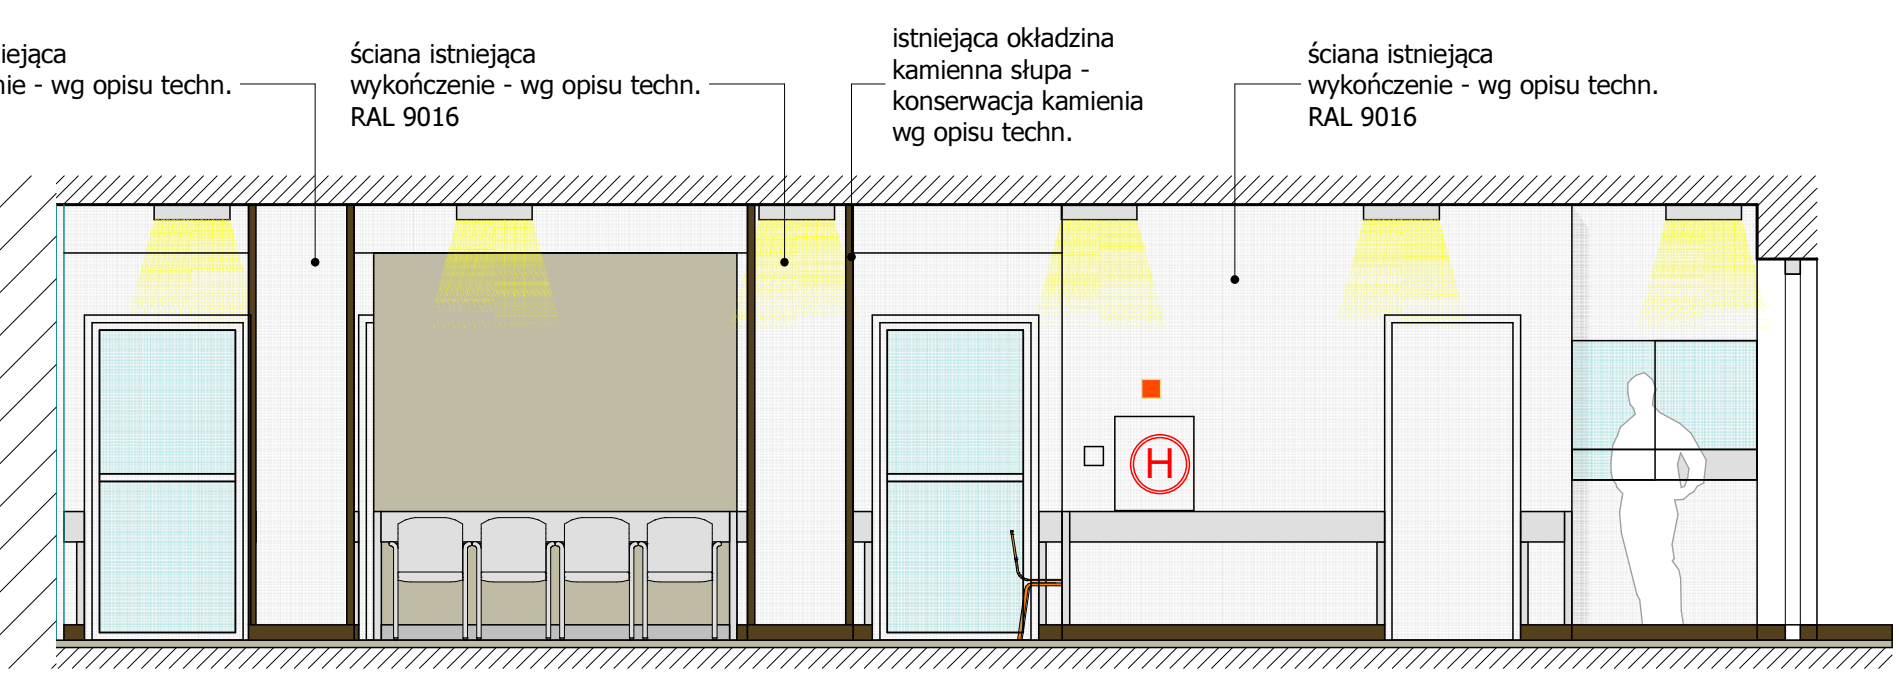 iejąca
nie - wg opisu techn.
ściana istniejąca
wykończenie - wg opisu techn.
RAL 9016
istniejąca okładzina
kamienna słupa -
konserwacja kamienia
wg opisu techn.
ściana istniejąca
wykończenie - wg opisu techn.
RAL 9016
H